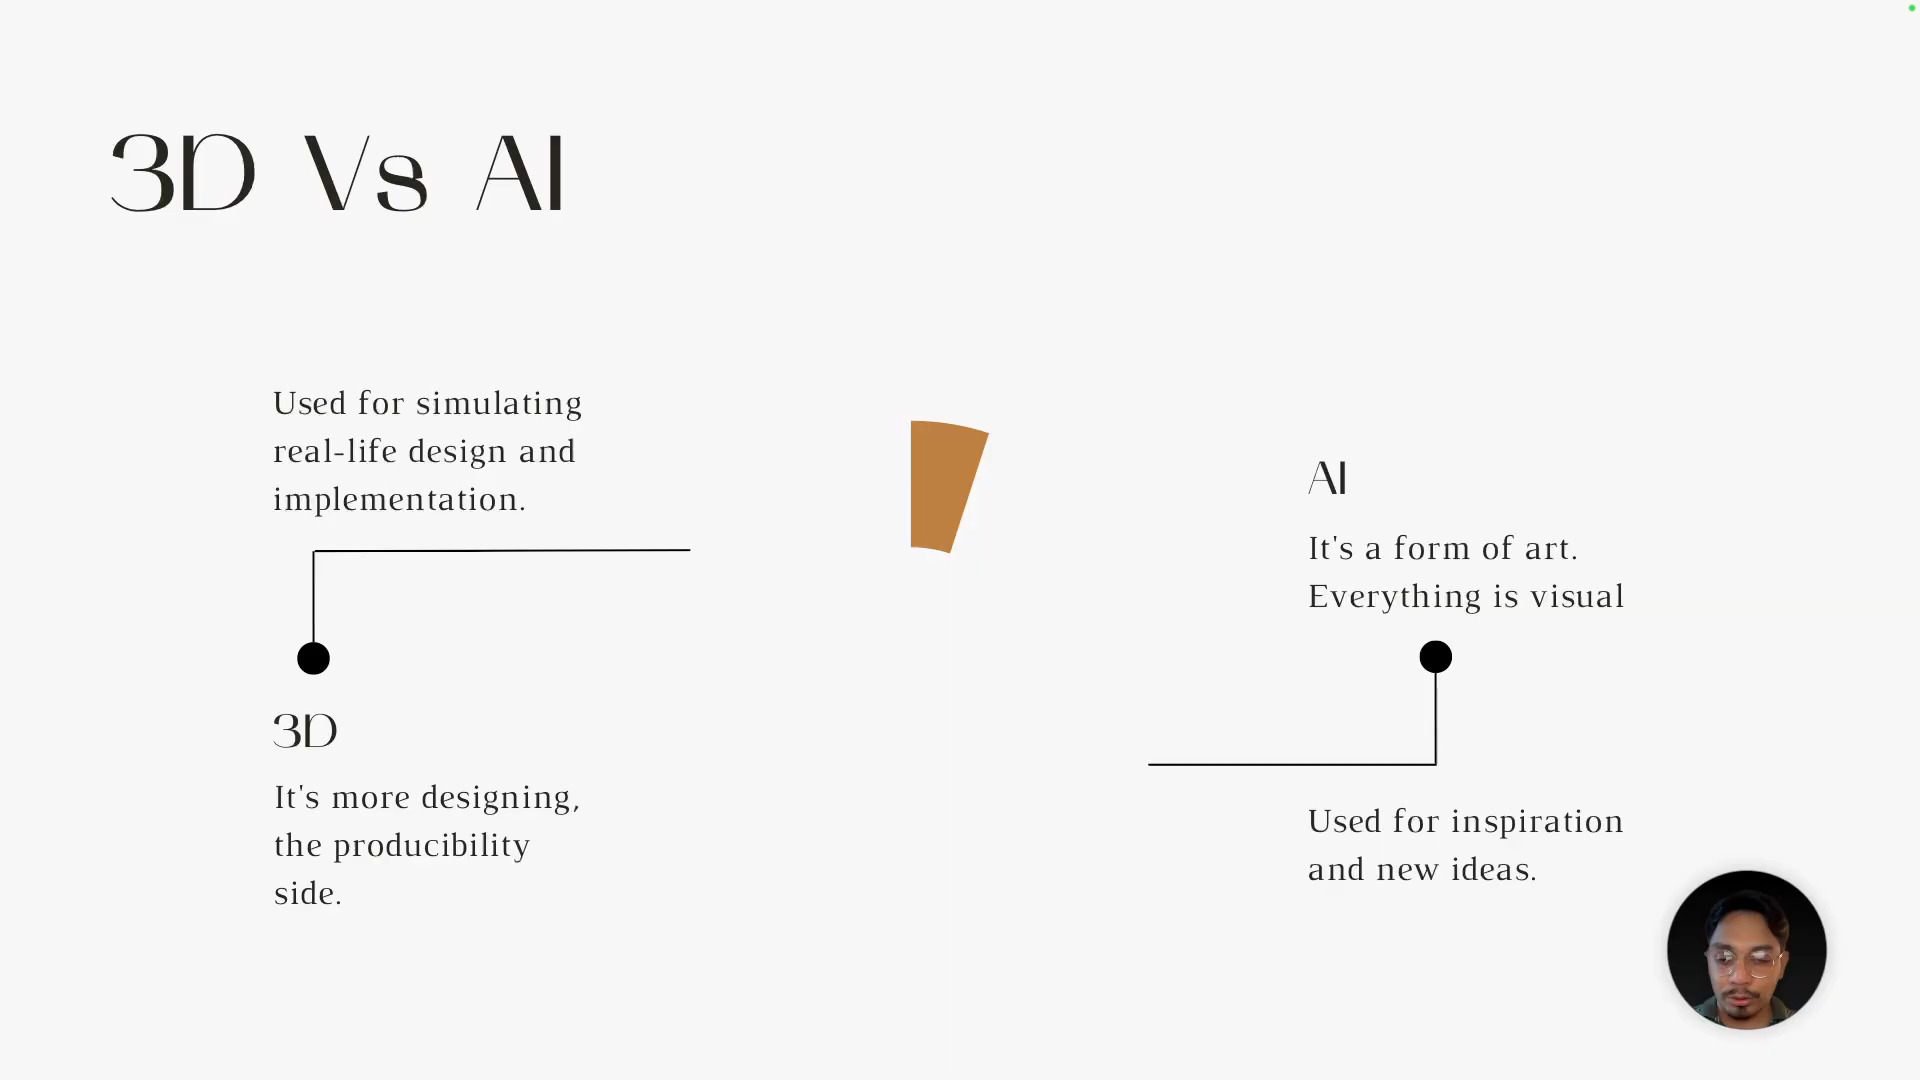 3D Vs AI
Used for simulating
real-life design and
implementation.
3D
It's more designing,
the producibility
side.
AI
It's a form of art.
Everything is visual
Used for inspiration
and new ideas.